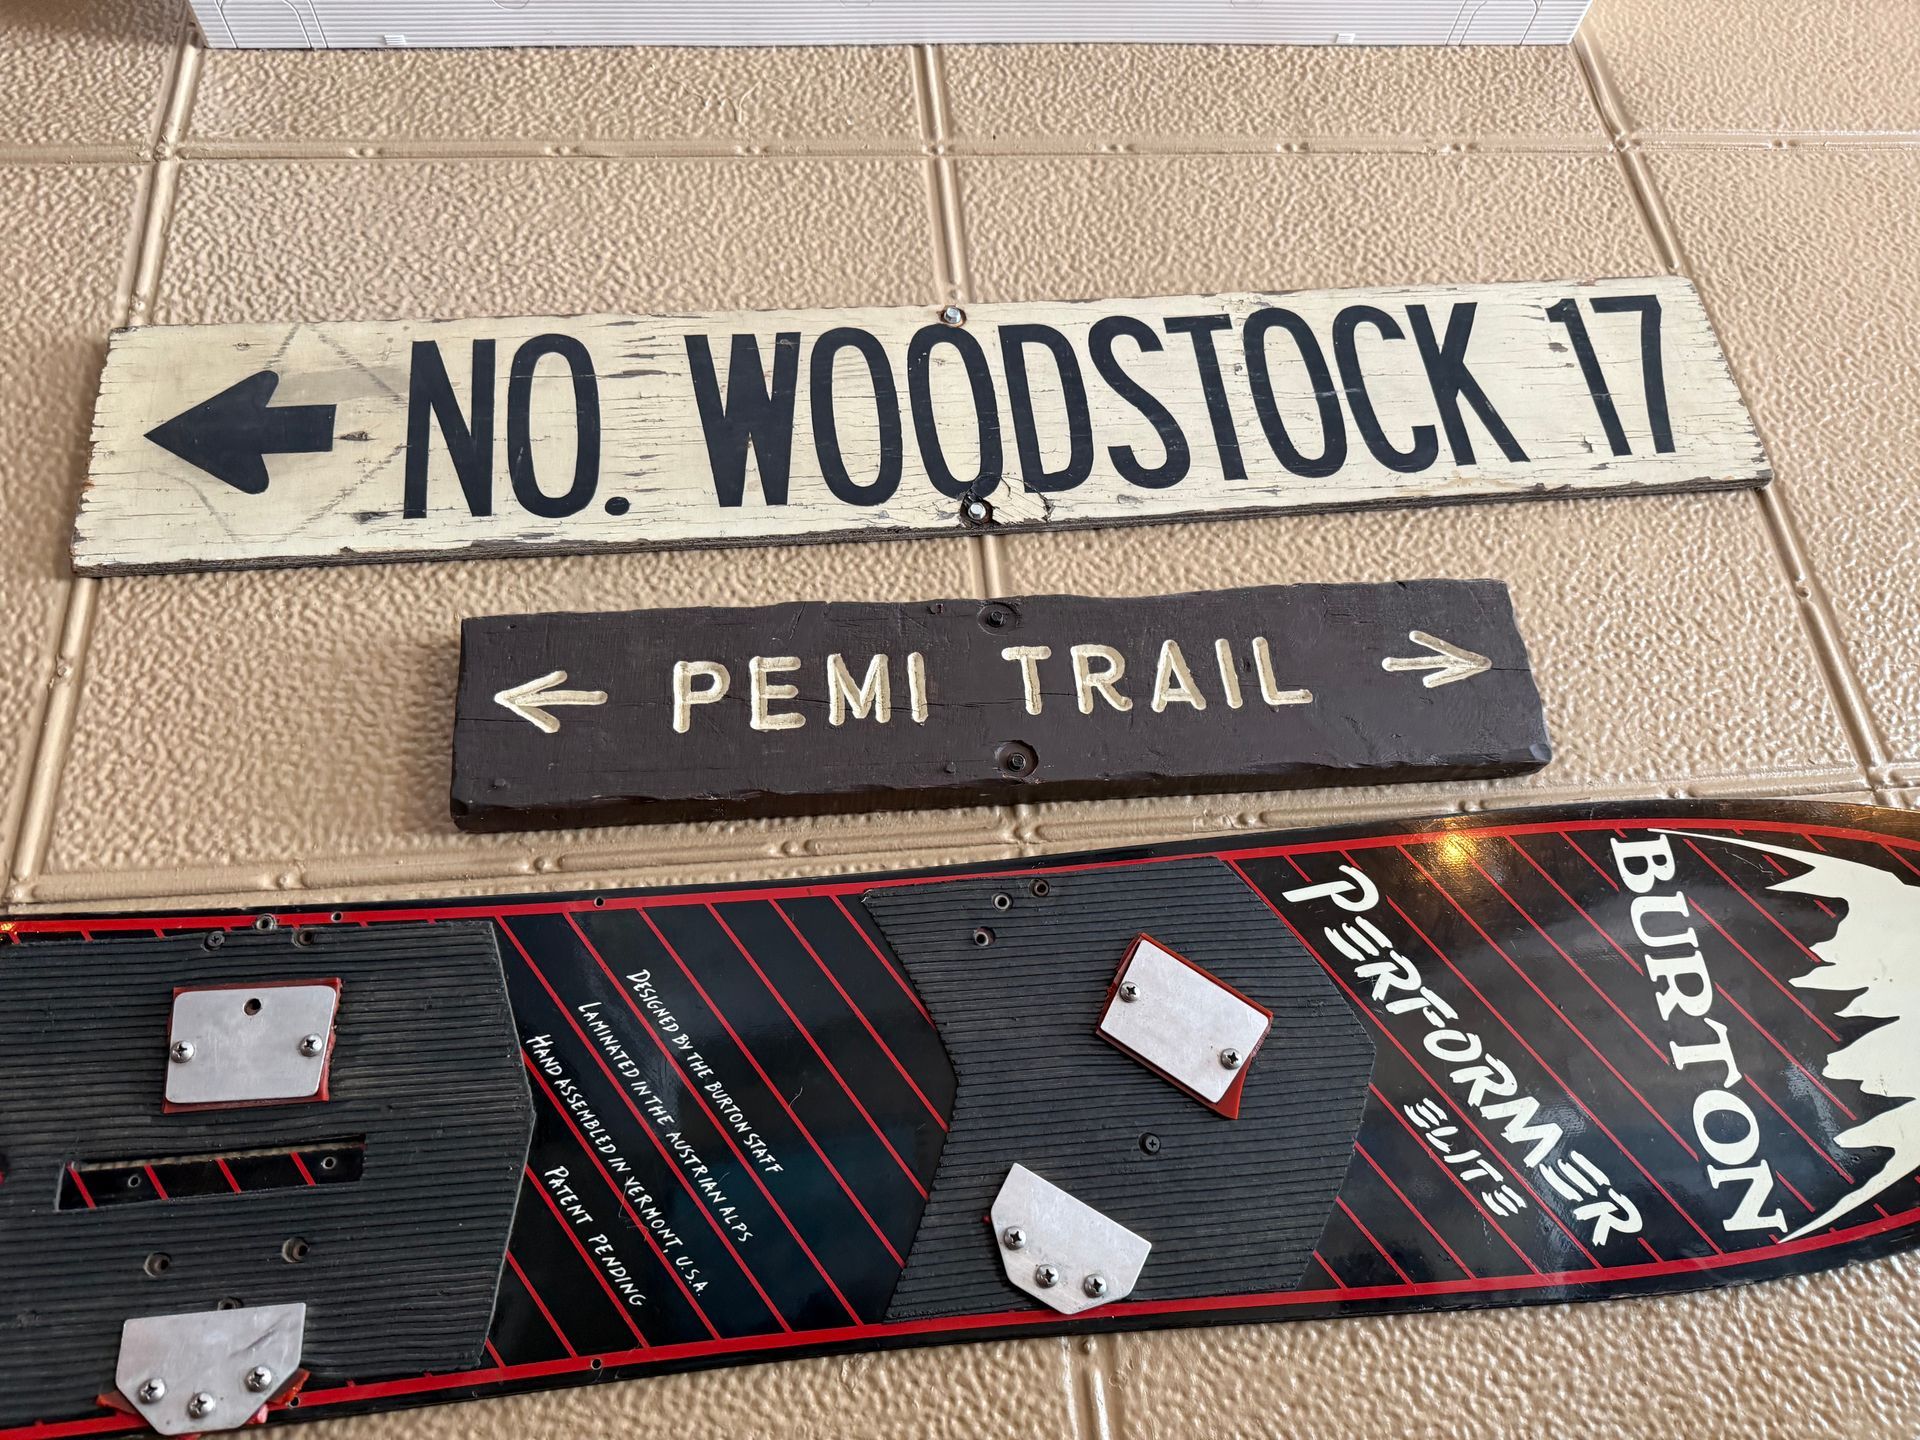 NO. WOODSTOCK 17
PEMI TRAIL
BURTON
PERFORMER
ELITE
DESIGNED BY THE BURTON STAFF
LAMINATED IN THE AUSTRIAN ALPS
HAND ASSEMBLED IN VERMONT, U.S.A
PATENT PENDING